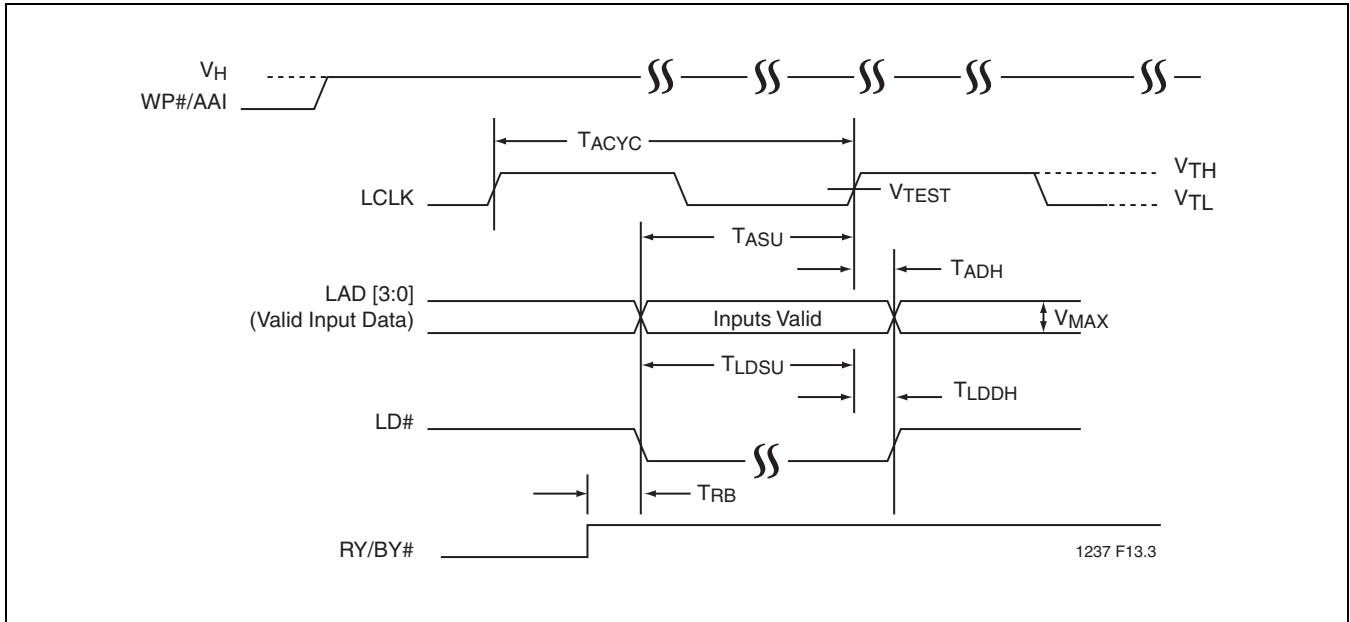 VH
WP#/AAI
TACYC
VTH
LCLK
VTEST
VTL
TASU
TADH
LAD [3:0]
(Valid Input Data)
Inputs Valid
VMAX
TLDSU
TLDDH
LD#
TRB
RY/BY#
1237 F13.3